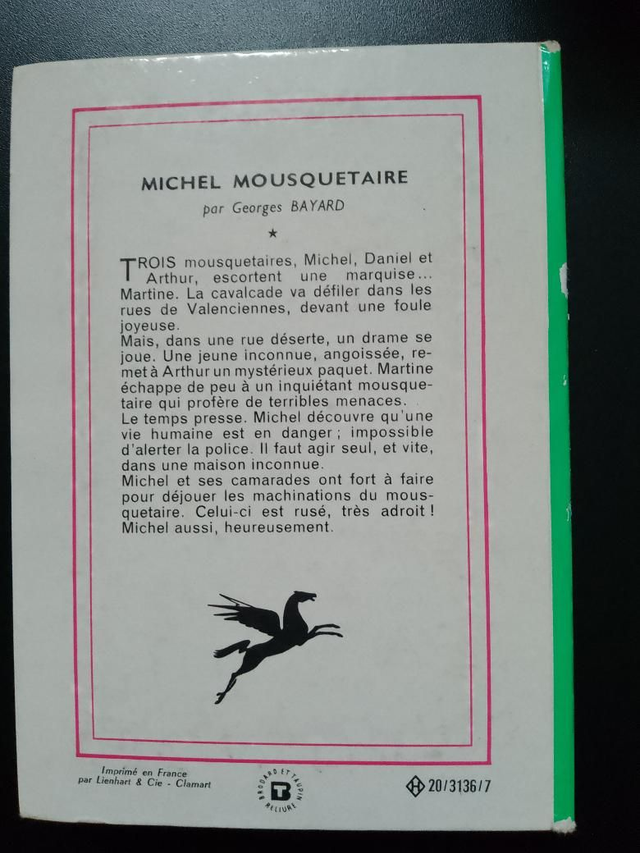 MICHEL MOUSQUETAIRE
par Georges BAYARD
TROIS mousquetaires, Michel, Daniel et
Arthur, escortent une marquise...
Martine. La cavalcade va défiler dans les
rues de Valenciennes, devant une foule
joyeuse.
Mais, dans une rue déserte, un drame se
joue. Une jeune inconnue, angoissée, re-
met à Arthur un mystérieux paquet. Martine
échappe de peu à un inquiétant mousque-
taire qui profère de terribles menaces.
Le temps presse. Michel découvre qu'une
vie humaine est en danger ; impossible
d'alerter la police. Il faut agir seul, et vite,
dans une maison inconnue.
Michel et ses camarades ont fort à faire
pour déjouer les machinations du mous-
quetaire. Celui-ci est rusé, très adroit !
Michel aussi, heureusement.
Imprimé en France
par Lienhart & Cie - Clamart
BRODARD ET TAUPIN
BT
RELIURE
H 20/3136/7